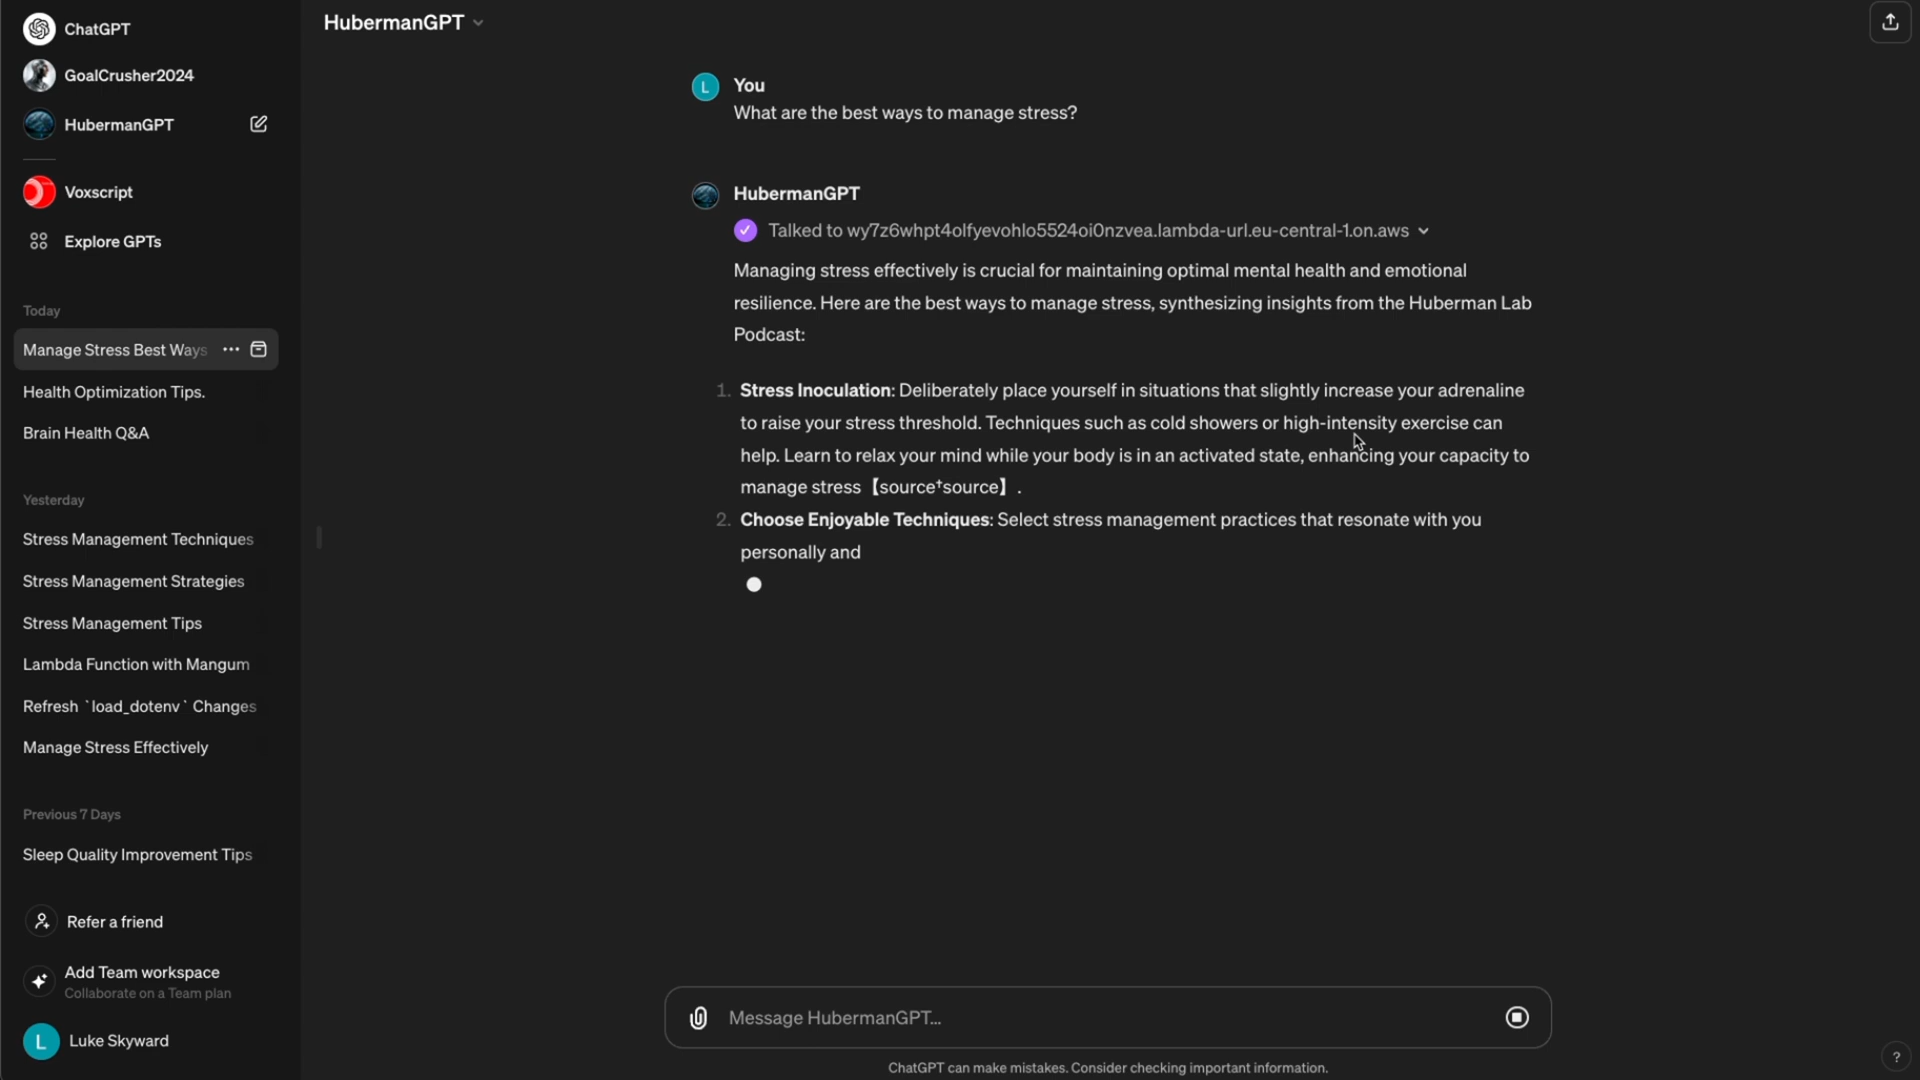 ChatGPT
GoalCrusher2024
HubermanGPT
Voxscript
Explore GPTs
Today
Manage Stress Best Ways
Health Optimization Tips.
Brain Health Q&A
Yesterday
Stress Management Techniques
Stress Management Strategies
Stress Management Tips
Lambda Function with Mangum
Refresh `load_dotenv` Changes
Manage Stress Effectively
Previous 7 Days
Sleep Quality Improvement Tips
Refer a friend
Add Team workspace
Collaborate on a Team plan
L
Luke Skyward
HubermanGPT
L
You
What are the best ways to manage stress?
HubermanGPT
Talked to wy7z6whpt4olfyevohlo5524oi0nzvea.lambda-url.eu-central-1.on.aws
Managing stress effectively is crucial for maintaining optimal mental health and emotional
resilience. Here are the best ways to manage stress, synthesizing insights from the Huberman Lab
Podcast:
1. Stress Inoculation: Deliberately place yourself in situations that slightly increase your adrenaline
to raise your stress threshold. Techniques such as cold showers or high-intensity exercise can
help. Learn to relax your mind while your body is in an activated state, enhancing your capacity to
manage stress【source†source】.
2. Choose Enjoyable Techniques: Select stress management practices that resonate with you
personally and
Message HubermanGPT…
ChatGPT can make mistakes. Consider checking important information.
?